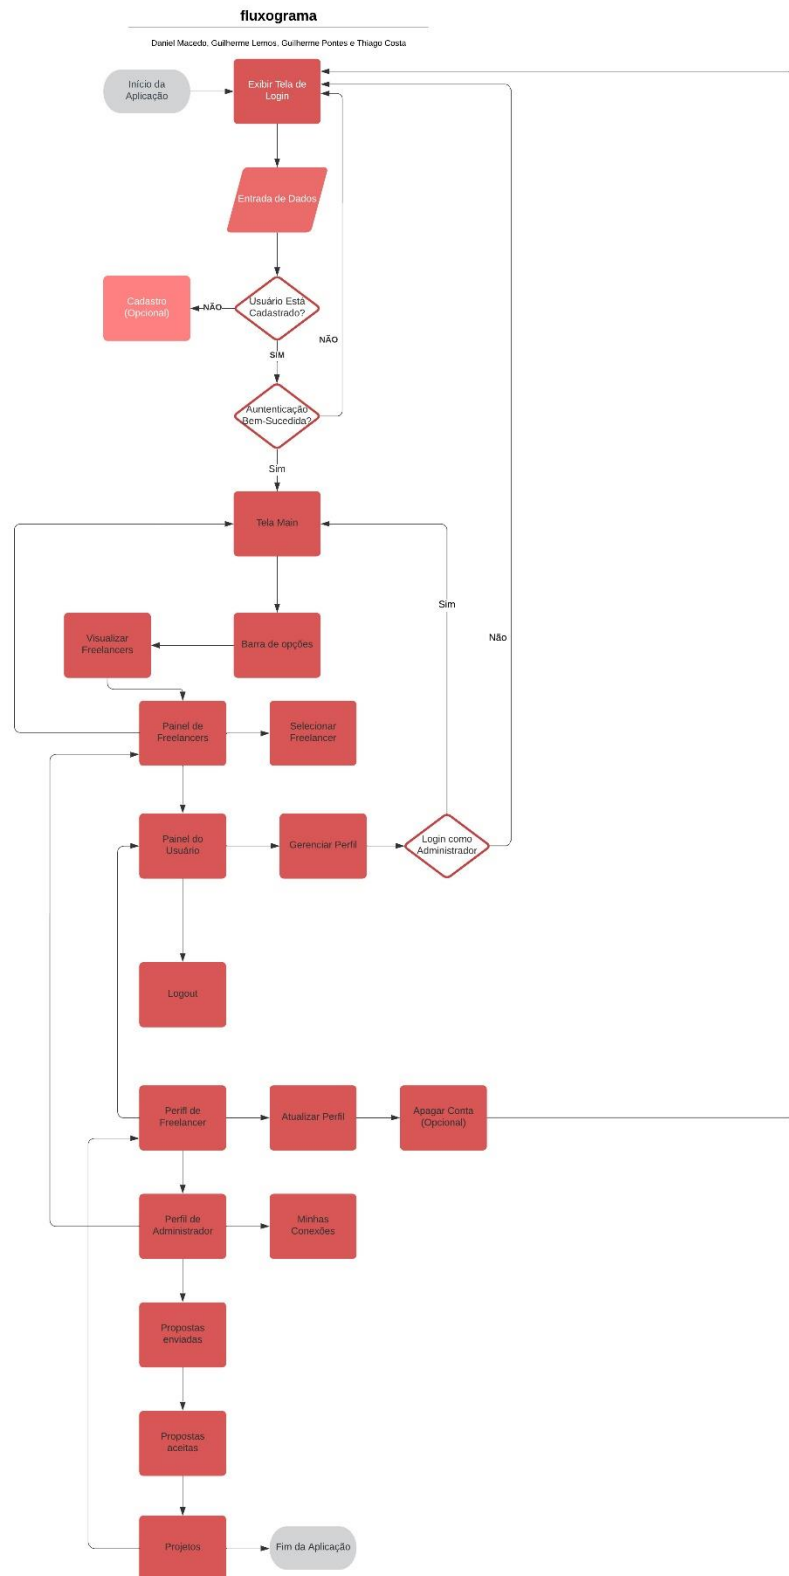 fluxograma
Daniel Macedo, Guilherme Lemos, Guilherme Pontes e Thiago Costa
Início da
Aplicação
Exibir Tela de
Login
Entrada de Dados
Cadastro
(Opcional)
NÃO
Usuário Está
Cadastrado?
NÃO
SIM
Auntenticação
Bem-Sucedida?
Sim
Tela Main
Sim
Visualizar
Freelancers
Barra de opções
Não
Painel de
Freelancers
Selecionar
Freelancer
Painel do
Usuário
Gerenciar Perfil
Login como
Administrador
Logout
Perifl de
Freelancer
Atualizar Perfil
Apagar Conta
(Opcional)
Perfil de
Administrador
Minhas
Conexões
Propostas
enviadas
Propostas
aceitas
Projetos
Fim da Aplicação